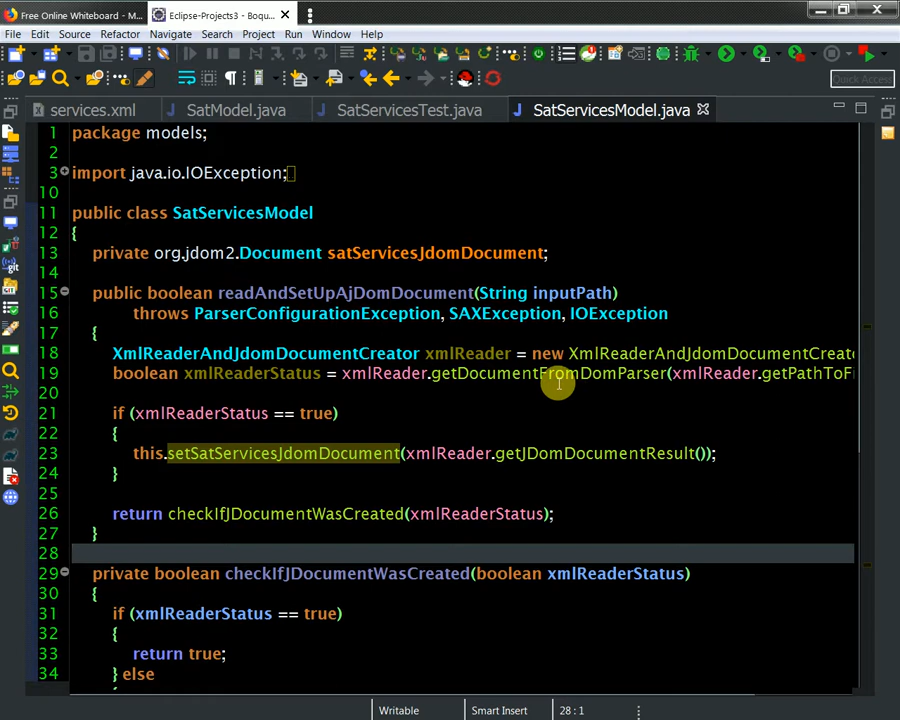 Free Online Whiteboard - M...
Eclipse-Projects3 - Boqu...
File Edit Source Refactor Navigate Search Project Run Window Help
Quick Access
services.xml
SatModel.java
SatServicesTest.java
SatServicesModel.java
1 package models;
2
3 import java.io.IOException;
10
11 public class SatServicesModel
12 {
13 private org.jdom2.Document satServicesJdomDocument;
14
15 public boolean readAndSetUpAjDomDocument(String inputPath)
16 throws ParserConfigurationException, SAXException, IOException
17 {
18 XmlReaderAndJdomDocumentCreator xmlReader = new XmlReaderAndJdomDocumentCreato
19 boolean xmlReaderStatus = xmlReader.getDocumentFromDomParser(xmlReader.getPathToFi
20
21 if (xmlReaderStatus == true)
22 {
23 this.setSatServicesJdomDocument(xmlReader.getJDomDocumentResult());
24 }
25
26 return checkIfJDocumentWasCreated(xmlReaderStatus);
27 }
28
29 private boolean checkIfJDocumentWasCreated(boolean xmlReaderStatus)
30 {
31 if (xmlReaderStatus == true)
32 {
33 return true;
34 } else
Writable Smart Insert 28 : 1